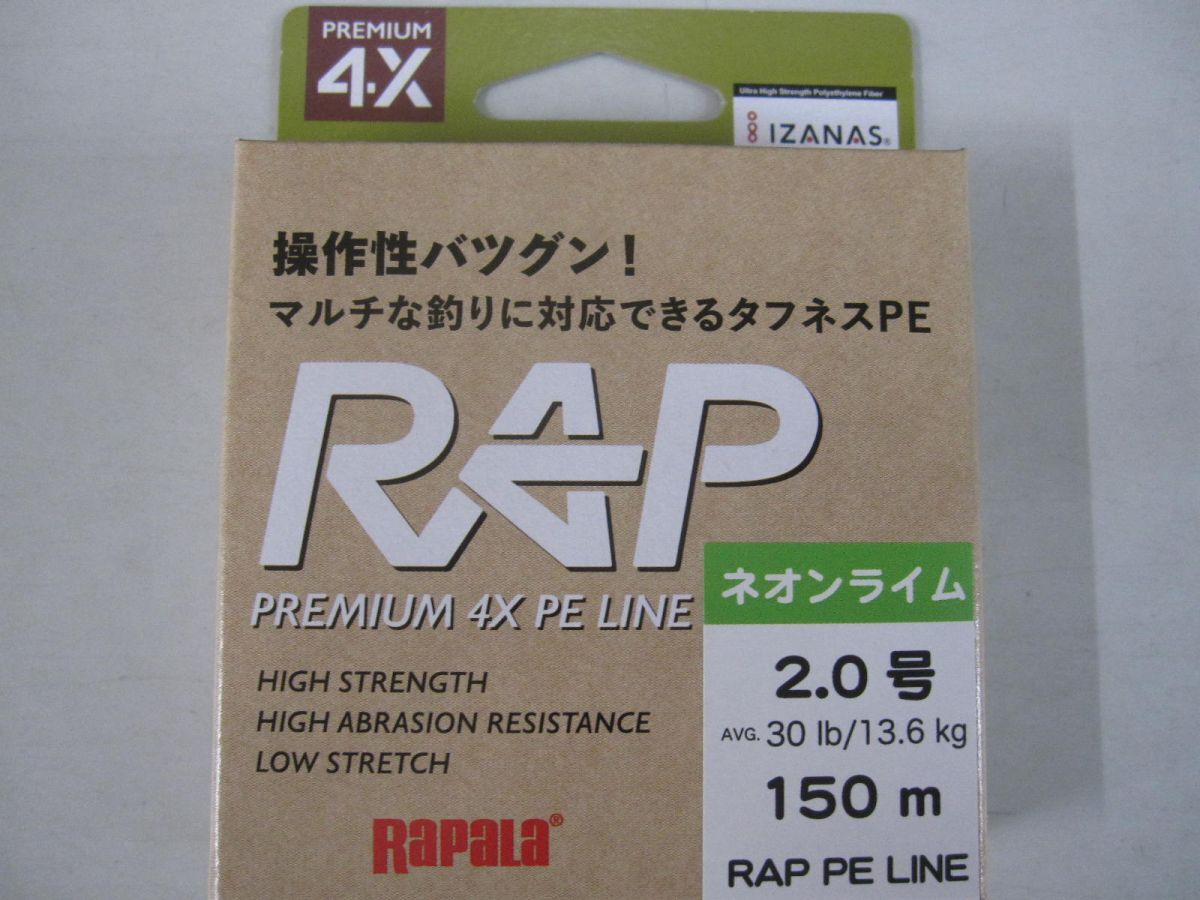 PREMIUM
4X
Ultra High Strength Polyethylene Fiber
IZANAS®
操作性バツグン！
マルチな釣りに対応できるタフネスPE
RAP
PREMIUM 4X PE LINE
HIGH STRENGTH
HIGH ABRASION RESISTANCE
LOW STRETCH
Rapala®
ネオンライム
2.0号
AVG. 30 lb/13.6 kg
150 m
RAP PE LINE